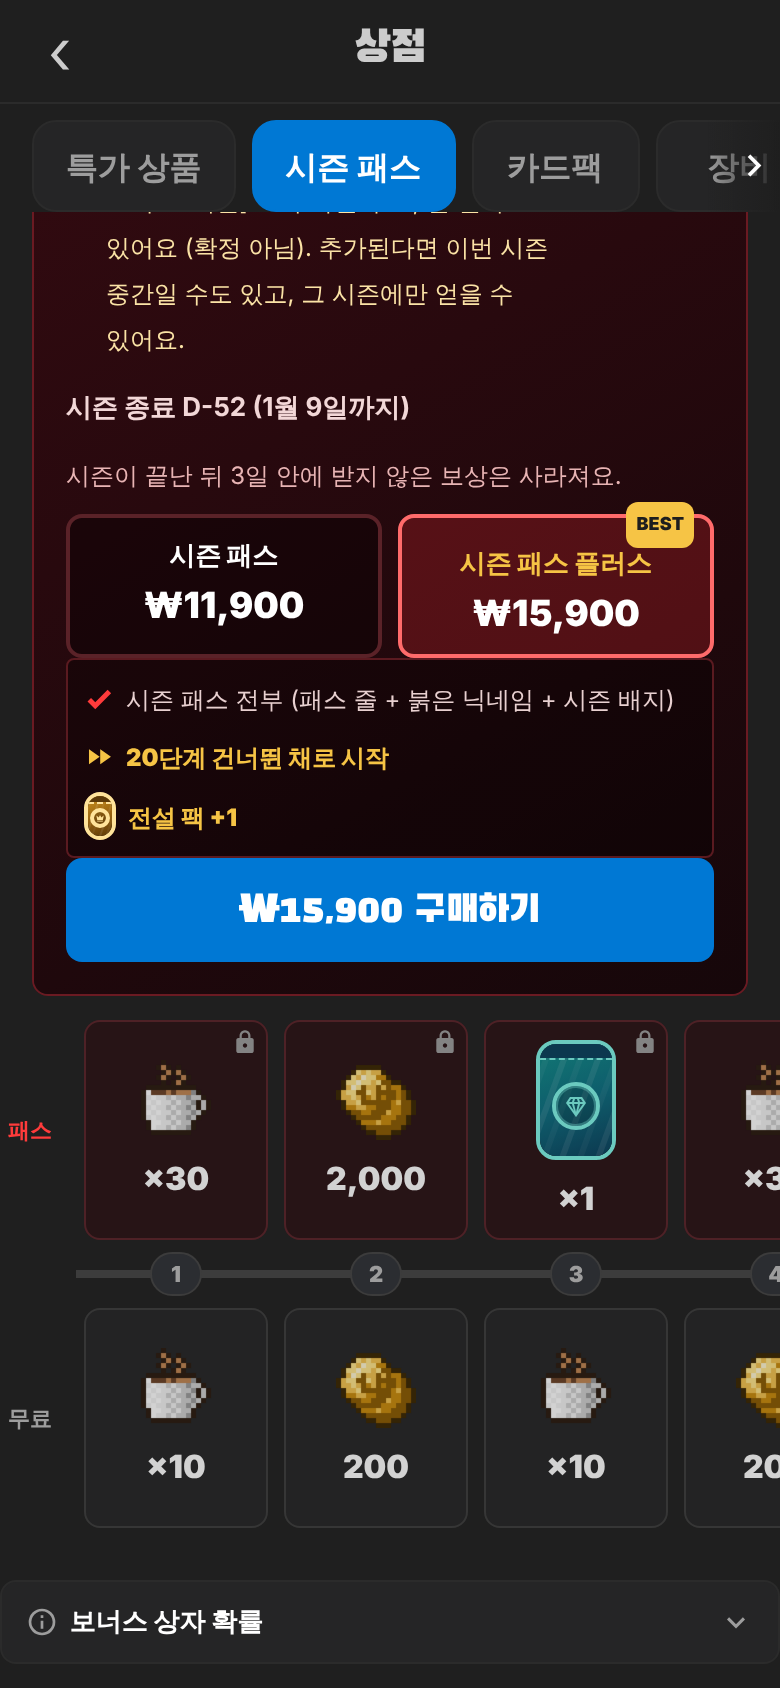 상점
특가 상품
시즌 패스
카드팩
있어요 (확정 아님). 추가된다면 이번 시즌
중간일 수도 있고, 그 시즌에만 얻을 수
있어요.
시즌 종료 D-52 (1월 9일까지)
시즌이 끝난 뒤 3일 안에 받지 않은 보상은 사라져요.
BEST
시즌 패스
₩11,900
시즌 패스 플러스
₩15,900
시즌 패스 전부 (패스 줄 + 붉은 닉네임 + 시즌 배지)
20단계 건너뛴 채로 시작
전설 팩 +1
₩15,900 구매하기
패스
×30
2,000
×1
×3
1
2
3
4
무료
×10
200
×10
20
보너스 상자 확률